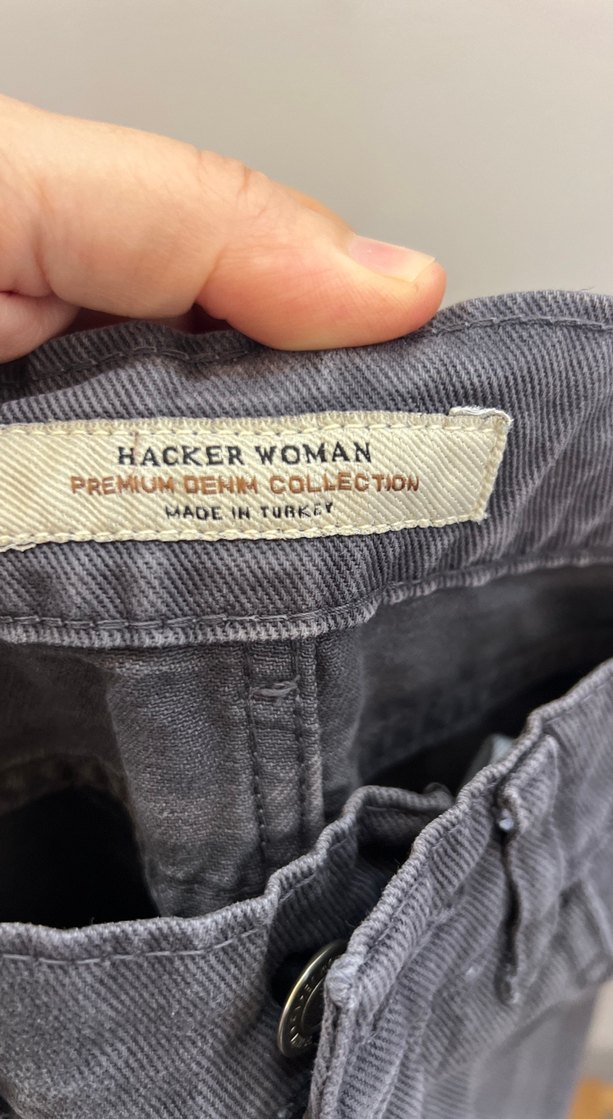 HACKER WOMAN
PREMIUM DENIM COLLECTION
MADE IN TURKEY